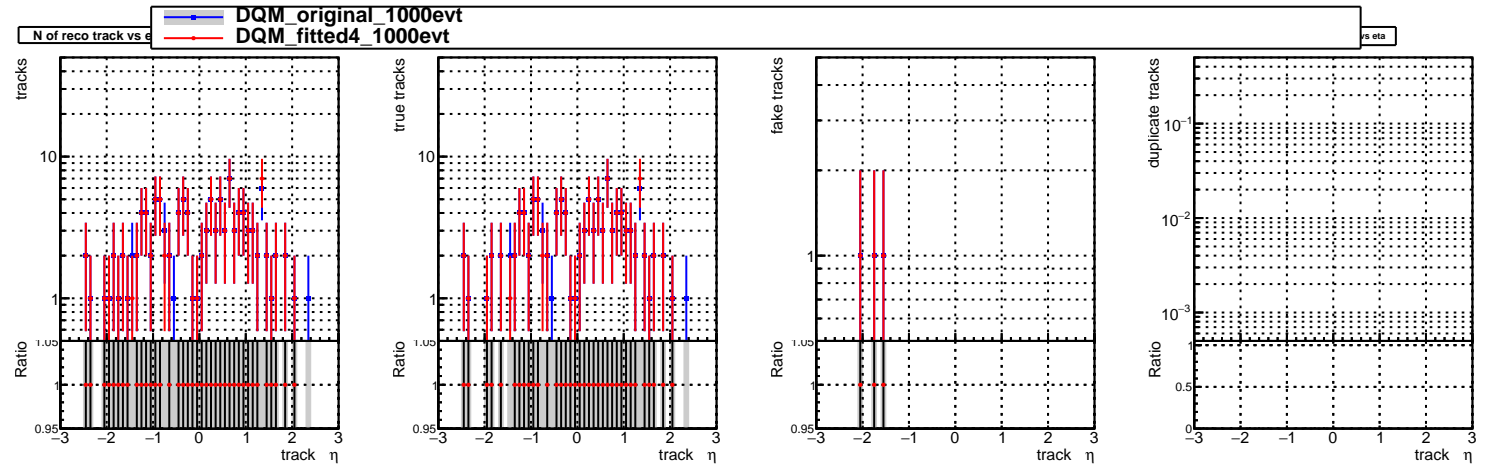 DQM_original_1000evt
DQM_fitted4_1000evt
N of reco track vs e
vs eta
tracks
10
1
Ratio
1.05
1
0.95
−3 −2 −1 0 1 2 3
track η
true tracks
10
1
Ratio
1.05
1
0.95
−3 −2 −1 0 1 2 3
track η
fake tracks
1
Ratio
1.05
1
0.95
−3 −2 −1 0 1 2 3
track η
duplicate tracks
10−1
10−2
10−3
Ratio
1
0.5
0
−3 −2 −1 0 1 2 3
track η